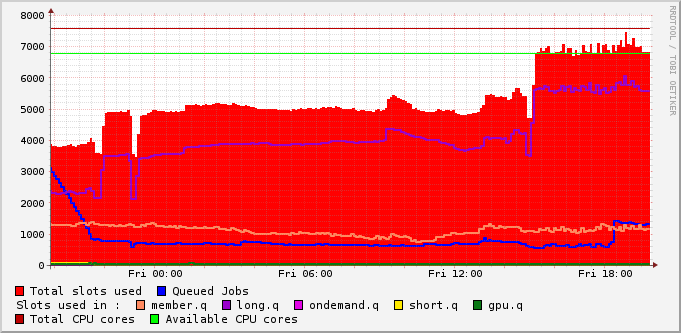 8000
7000
6000
5000
4000
3000
2000
1000
0
Fri 00:00 Fri 06:00 Fri 12:00 Fri 18:00
RRDTOOL / TOBI OETIKER
Total slots used Queued Jobs
Slots used in : member.q long.q ondemand.q short.q gpu.q
Total CPU cores Available CPU cores